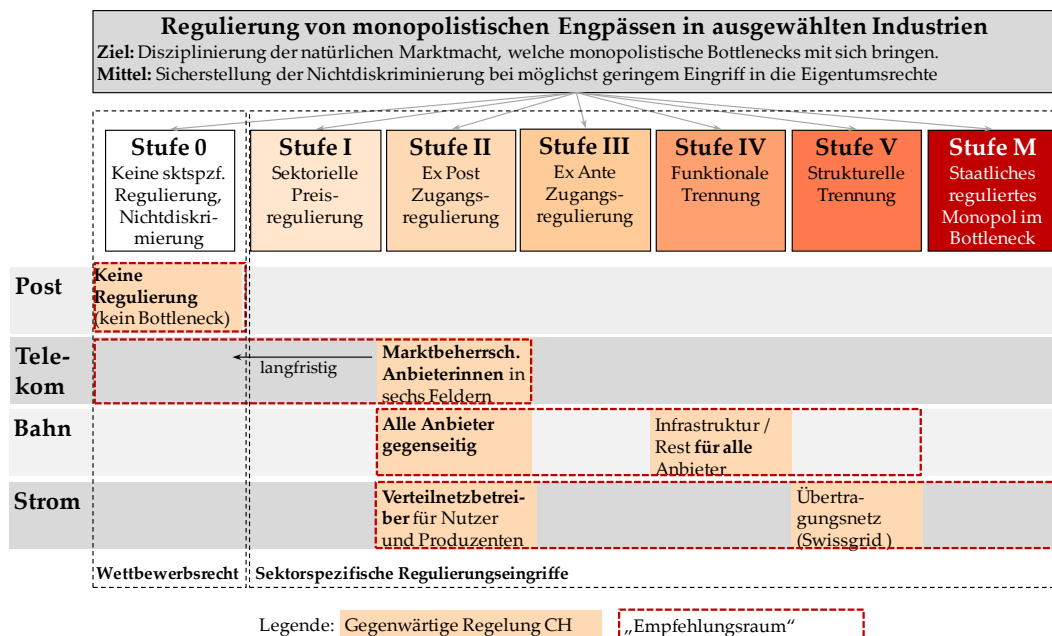 Regulierung von monopolistischen Engpässen in ausgewählten Industrien
Ziel: Disziplinierung der natürlichen Marktmacht, welche monopolistische Bottlenecks mit sich bringen.
Mittel: Sicherstellung der Nichtdiskriminierung bei möglichst geringem Eingriff in die Eigentumsrechte
Stufe 0
Keine sktspzf.
Regulierung,
Nichtdiskri-
mierung
Stufe I
Sektorielle
Preis-
regulierung
Stufe II
Ex Post
Zugangs-
regulierung
Stufe III
Ex Ante
Zugangs-
regulierung
Stufe IV
Funktionale
Trennung
Stufe V
Strukturelle
Trennung
Stufe M
Staatliches
reguliertes
Monopol im
Bottleneck
Post
Keine
Regulierung
(kein Bottleneck)
Tele-
kom
langfristig
Marktbeherrsch.
Anbieterinnen in
sechs Feldern
Bahn
Alle Anbieter
gegenseitig
Infrastruktur /
Rest für alle
Anbieter
Strom
Verteilnetzbetrei-
ber für Nutzer
und Produzenten
Übertra-
gungsnetz
(Swissgrid )
Wettbewerbsrecht
Sektorspezifische Regulierungseingriffe
Legende:
Gegenwärtige Regelung CH
„Empfehlungsraum“